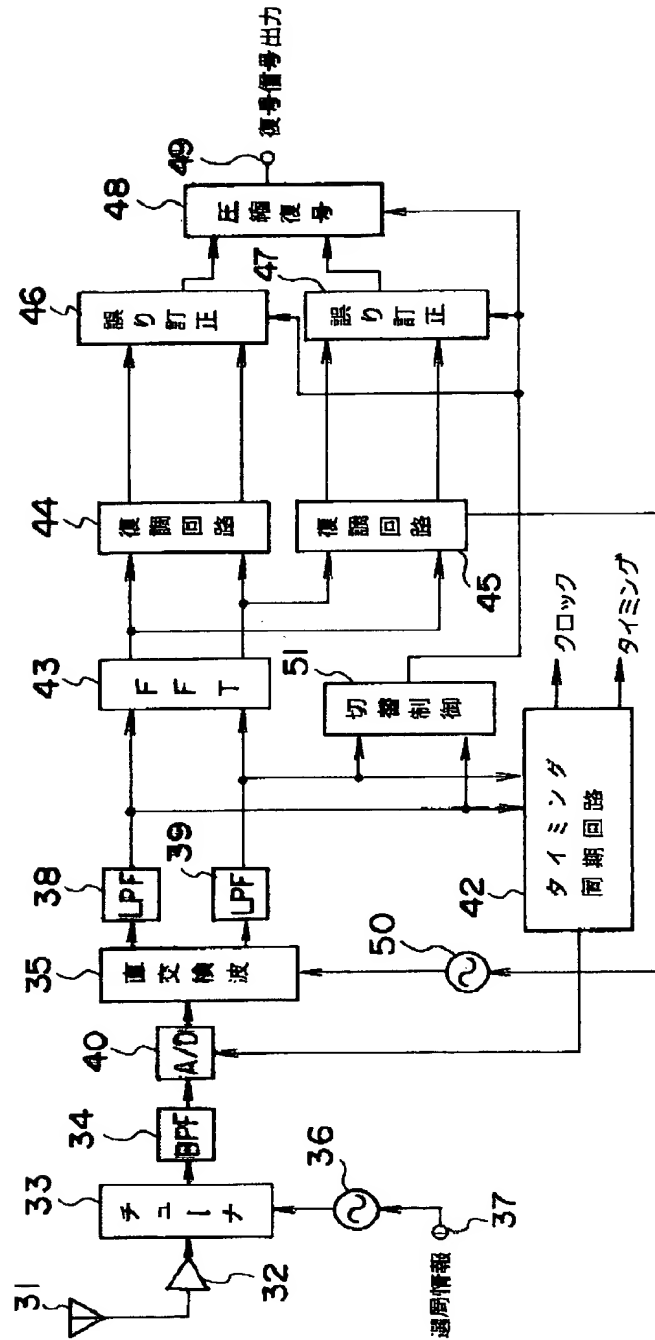 31
32
33
チューナ
34
BPF
40
A/D
35
直交検波
38
LPF
39
LPF
36
37
選局情報
50
43
FFT
44
復調回路
45
復調回路
46
誤り訂正
47
誤り訂正
48
圧縮復号
49
復号信号出力
51
切替制御
42
タイミング
同期回路
クロック
タイミング